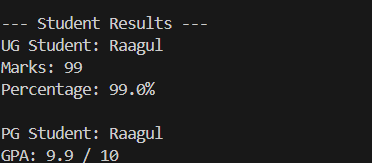 --- Student Results ---
UG Student: Raagul
Marks: 99
Percentage: 99.0%
PG Student: Raagul
GPA: 9.9 / 10